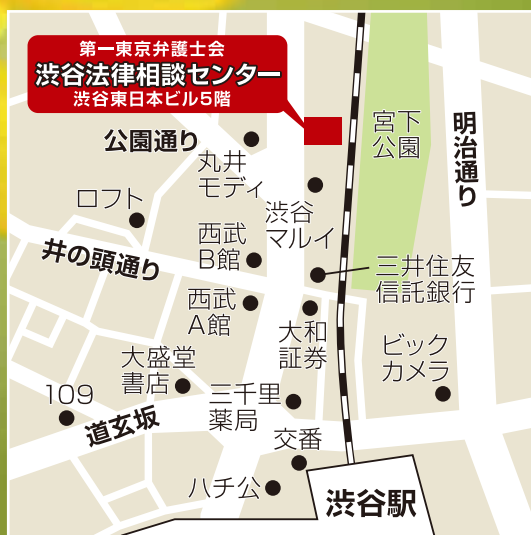 第一東京弁護士会
渋谷法律相談センター
渋谷東日本ビル5階
公園通り
丸井
モディ
宮下
公園
明治通り
ロフト
渋谷
マルイ
西武
B館
井の頭通り
三井住友
信託銀行
西武
A館
大和
証券
ビック
カメラ
大盛堂
書店
109
三千里
薬局
道玄坂
交番
ハチ公
渋谷駅